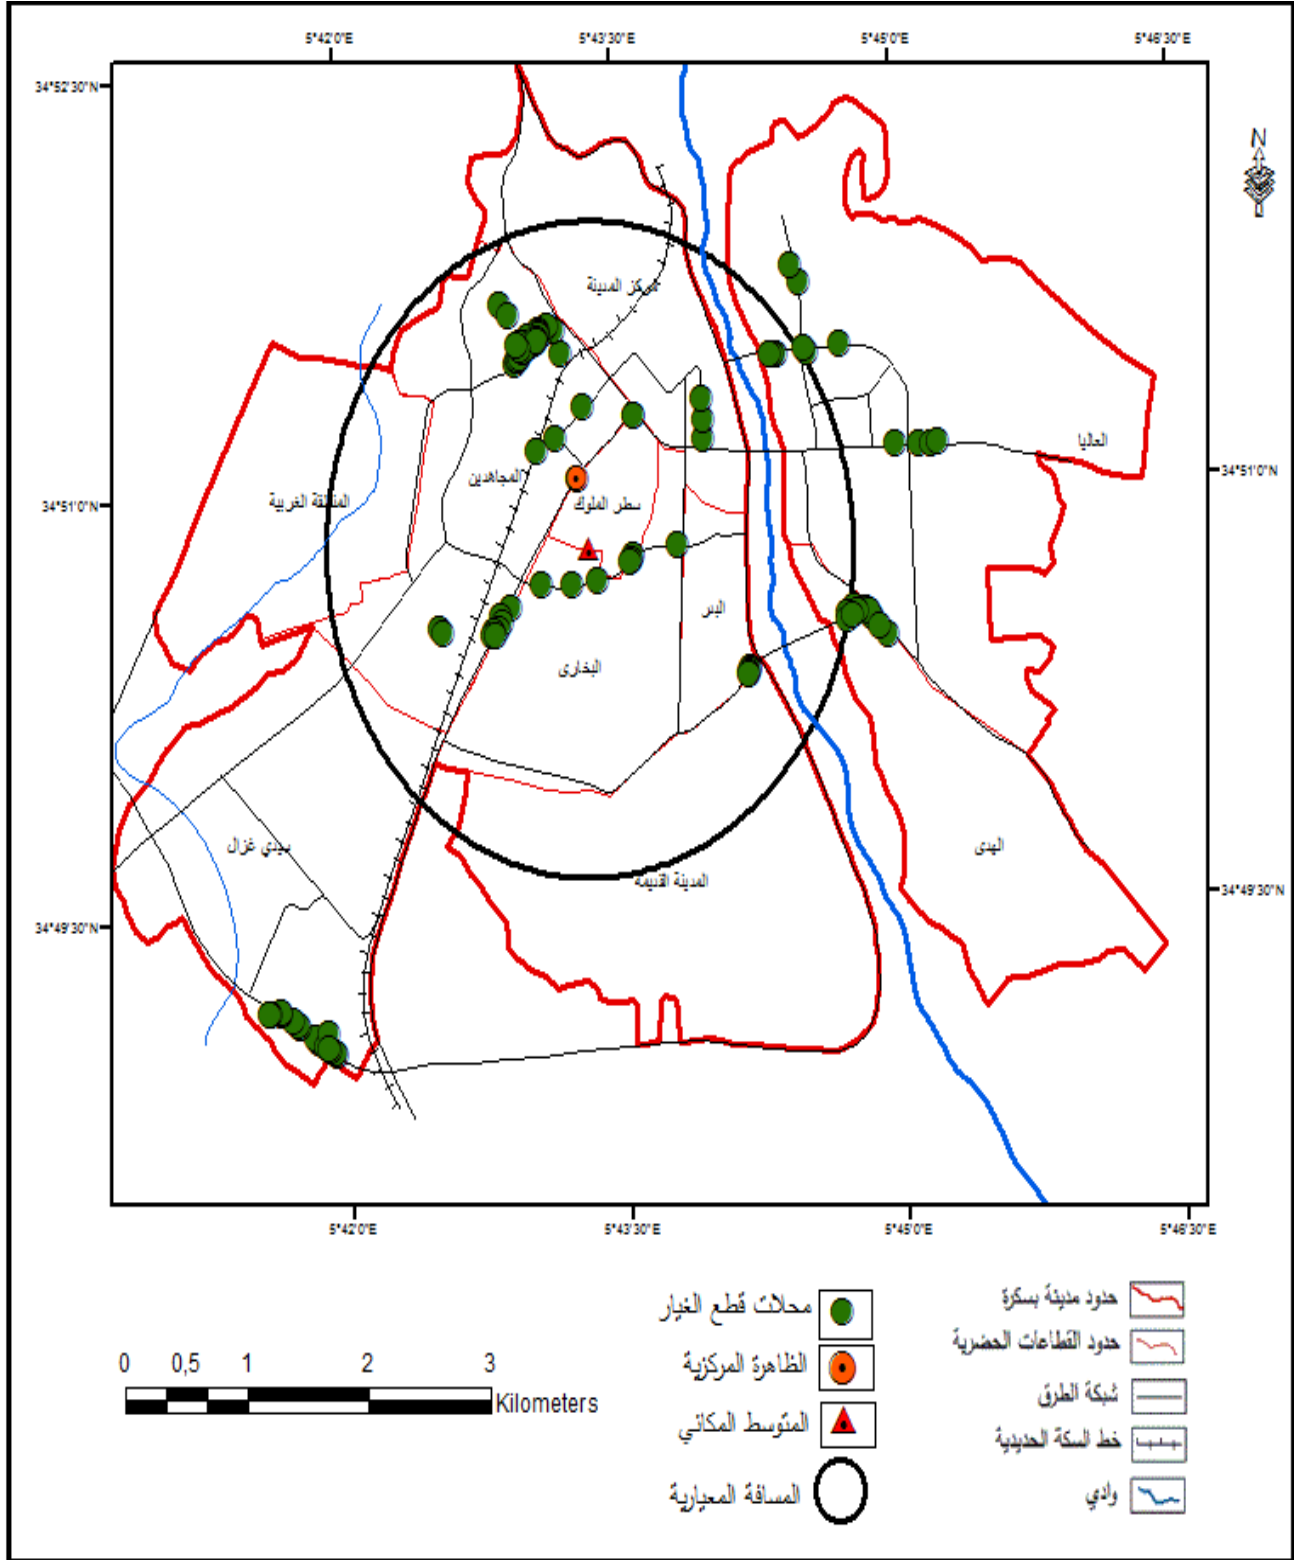 5°42'0"E 5°43'30"E 5°45'0"E 5°46'30"E
34°52'30"N
N
مركز المدينة
العاليا
34°51'0"N
المجاهدين
المنطقة الغربية
سطر الملوك
34°51'0"N
البخاري
سيدي غزال
الهدى
المدينة القديمة
34°49'30"N
34°49'30"N
5°42'0"E 5°43'30"E 5°45'0"E 5°46'30"E
حدود مدينة بسكرة
محلات قطع الغيار
حدود القطاعات الحضرية
الظاهرة المركزية
شبكة الطرق
المتوسط المكاني
خط السكة الحديدية
المسافة المعيارية
وادي
0 0,5 1 2 3
Kilometers